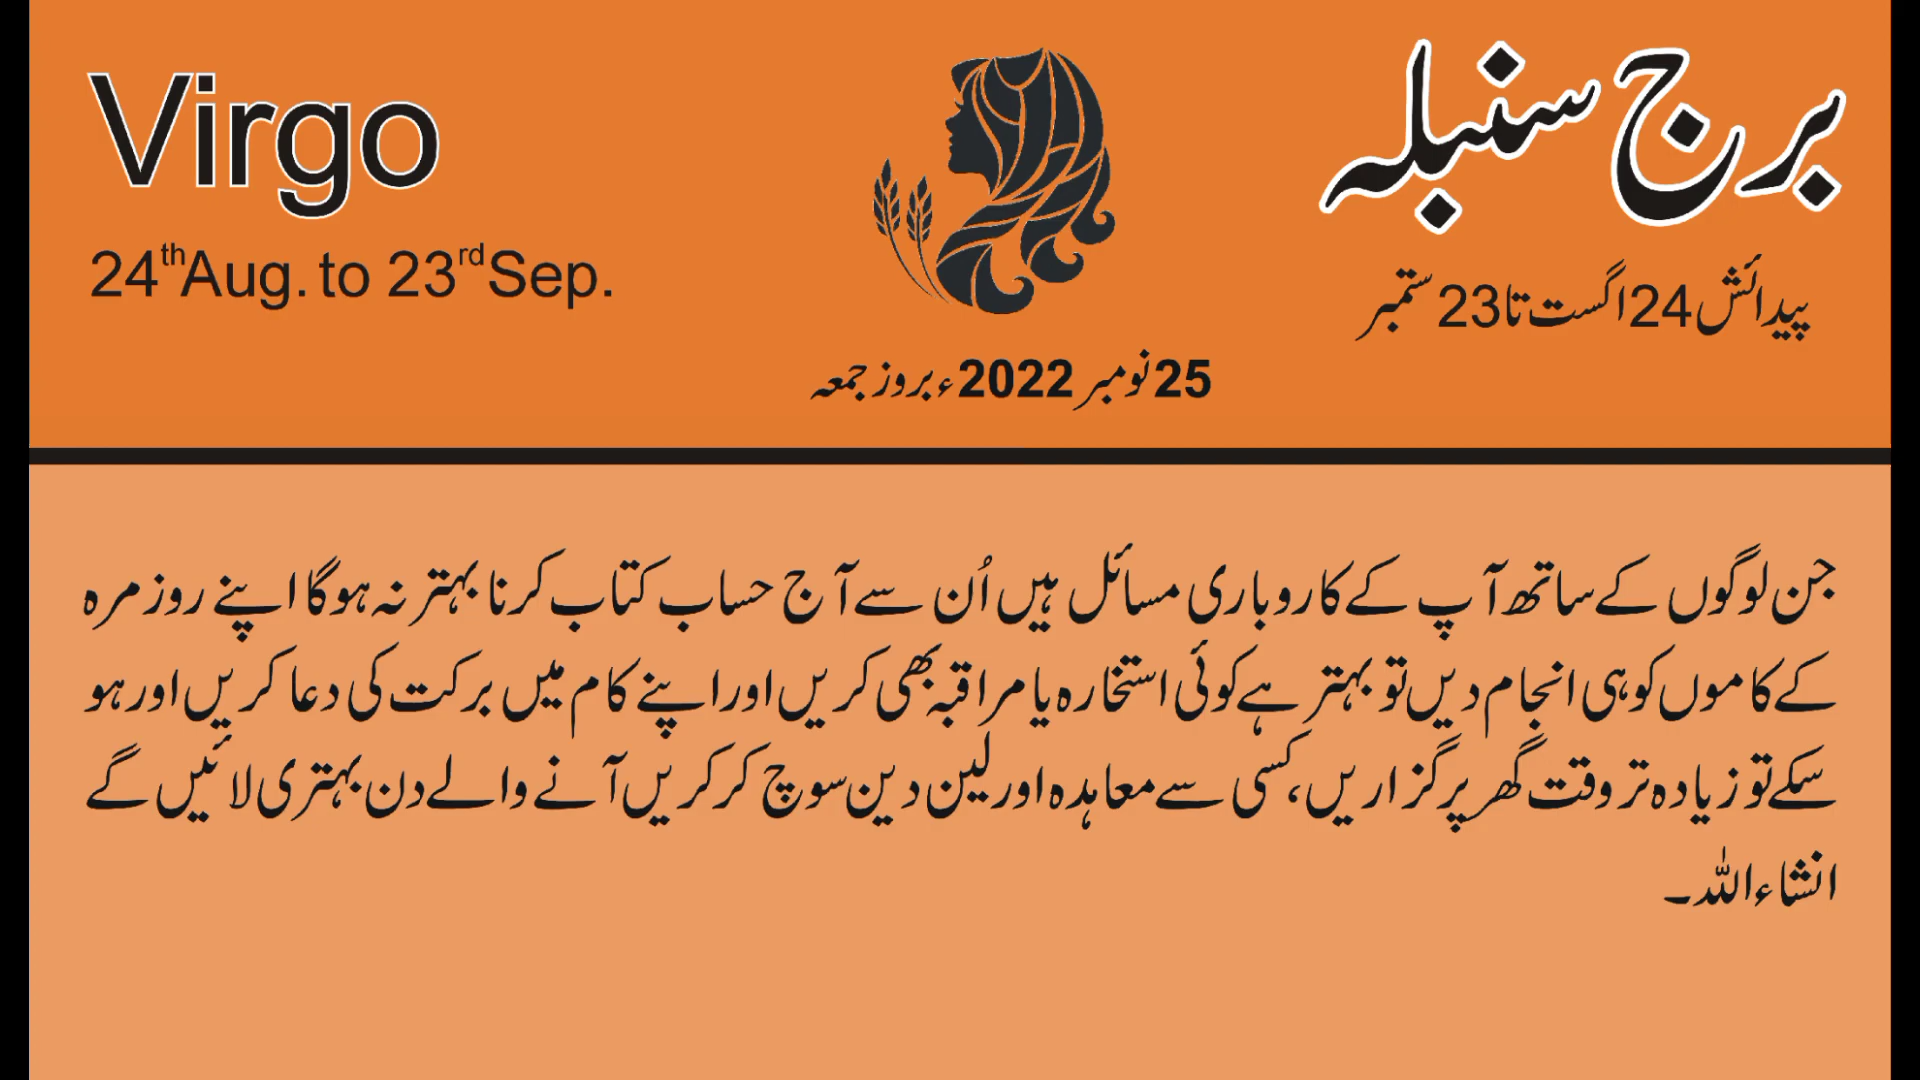 Virgo
24th Aug. to 23rd Sep.
برج سنبلہ
پیدائش 24 اگست تا 23 ستمبر
25 نومبر 2022ء بروز جمعہ
جن لوگوں کے ساتھ آپ کے کاروباری مسائل ہیں اُن سے آج حساب کتاب کرنا بہتر نہ ہوگا اپنے روزمرہ
کے کاموں کو ہی انجام دیں تو بہتر ہے کوئی استخارہ یا مراقبہ بھی کریں اور اپنے کام میں برکت کی دعا کریں اور ہو
سکے تو زیادہ تر وقت گھر پر گزاریں، کسی سے معاہدہ اور لین دین سوچ کر کریں آنے والے دن بہتری لائیں گے
انشاءاللہ۔